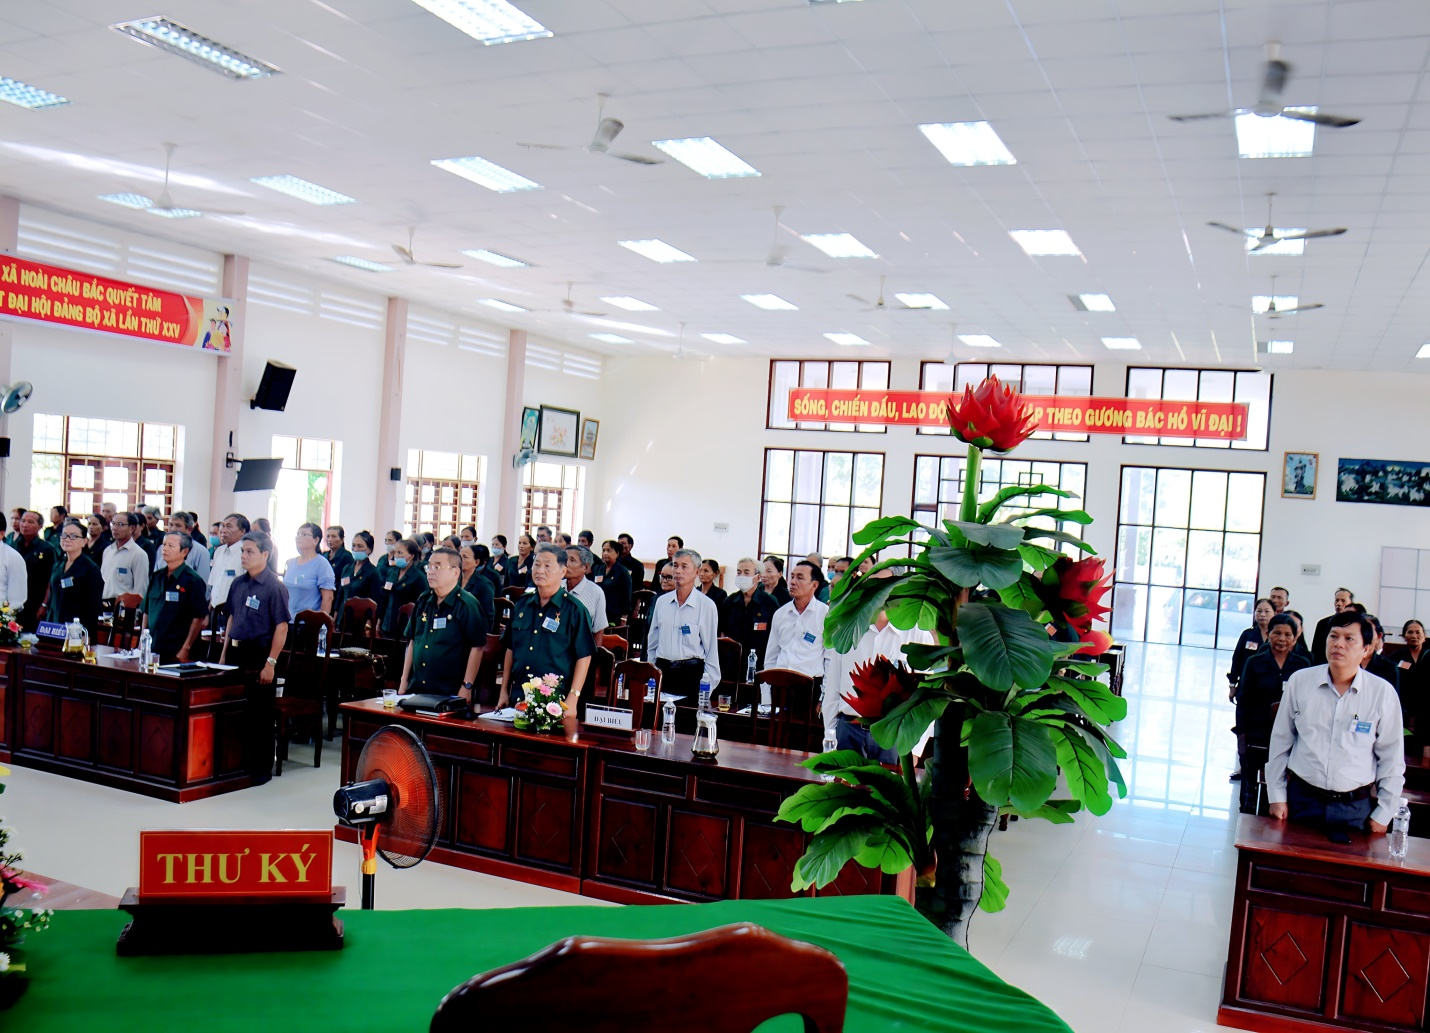 XÃ HOÀI CHÂU BẮC QUYẾT TÂM
T ĐẠI HỘI ĐẢNG BỘ XÃ LẦN THỨ XXV
SỐNG, CHIẾN ĐẤU, LAO ĐỘ ẬP THEO GƯƠNG BÁC HỒ VĨ ĐẠI !
ĐẠI BIỂU
ĐẠI BIỂU
THƯ KÝ